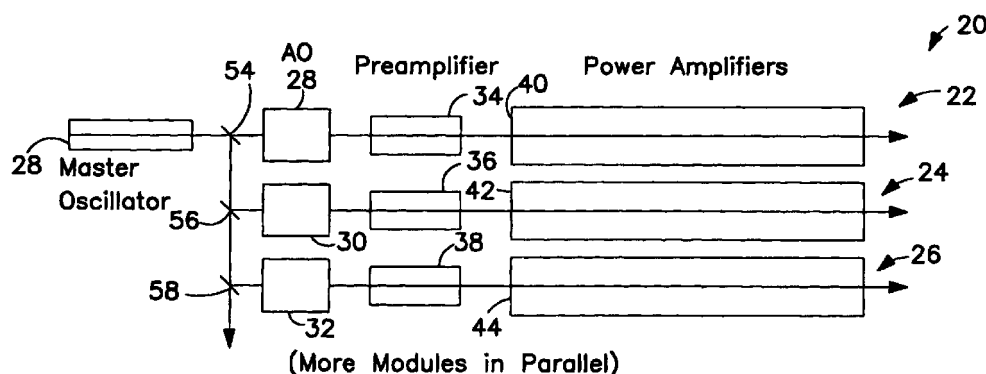 20
AO
28
54
Preamplifier
34
Power Amplifiers
40
22
28
Master
Oscillator
36
42
24
56
30
38
26
58
32
44
(More Modules in Parallel)